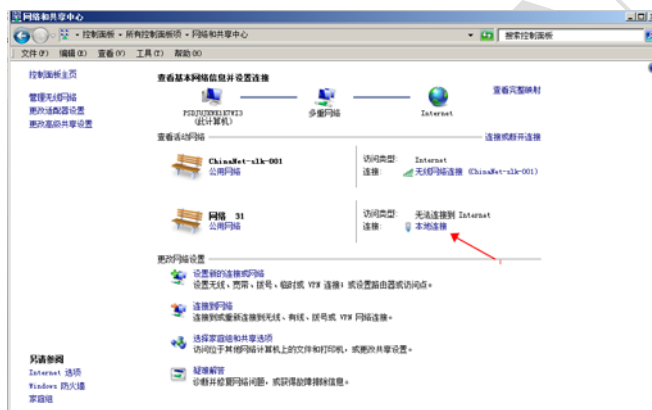 网络和共享中心
控制面板 - 所有控制面板项 - 网络和共享中心
搜索控制面板
文件(F) 编辑(E) 查看(V) 工具(T) 帮助(H)
控制面板主页
管理无线网络
更改适配器设置
更改高级共享设置
查看基本网络信息并设置连接
查看完整映射
多重网络
Internet
(此计算机)
查看活动网络
连接或断开连接
ChinaNet-slk-001
公用网络
访问类型: Internet
连接: 无线网络连接 (ChinaNet-slk-001)
网络 31
公用网络
访问类型: 无法连接到 Internet
连接: 本地连接
更改网络设置
设置新的连接或网络
设置无线、宽带、拨号、临时或 VPN 连接;或设置路由器或访问点。
连接到网络
连接到或重新连接到无线、有线、拨号或 VPN 网络连接。
选择家庭组和共享选项
访问位于其他网络计算机上的文件和打印机,或更改共享设置。
疑难解答
诊断并修复网络问题,或获得故障排除信息。
另请参阅
Internet 选项
Windows 防火墙
家庭组